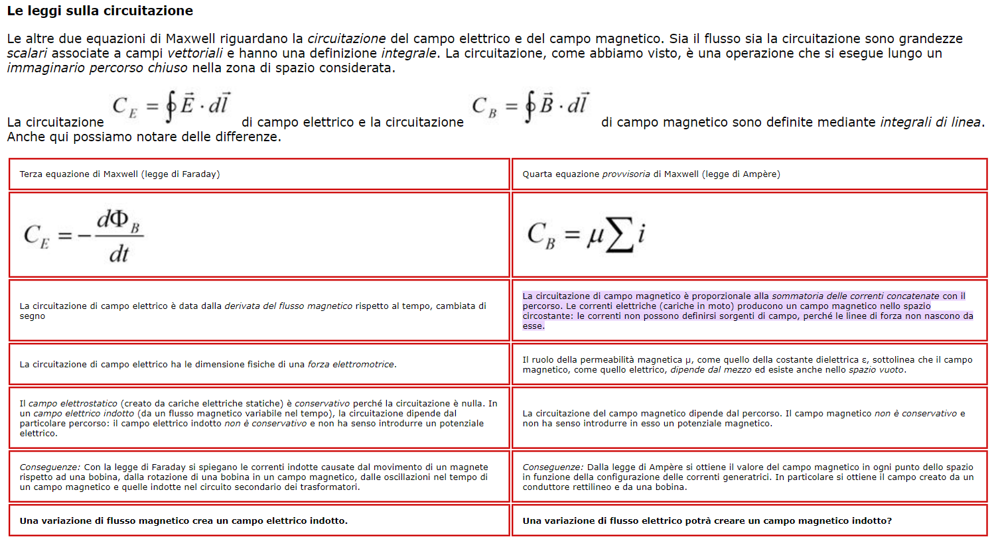 Le leggi sulla circuitazione
Le altre due equazioni di Maxwell riguardano la circuitazione del campo elettrico e del campo magnetico. Sia il flusso sia la circuitazione sono grandezze
scalari associate a campi vettoriali e hanno una definizione integrale. La circuitazione, come abbiamo visto, è una operazione che si esegue lungo un
immaginario percorso chiuso nella zona di spazio considerata.
La circuitazione C_E = ∮ E⃗ · dl⃗ di campo elettrico e la circuitazione C_B = ∮ B⃗ · dl⃗ di campo magnetico sono definite mediante integrali di linea.
Anche qui possiamo notare delle differenze.
Terza equazione di Maxwell (legge di Faraday)
Quarta equazione provvisoria di Maxwell (legge di Ampère)
C_E = − dΦ_B / dt
C_B = μ ∑ i
La circuitazione di campo elettrico è data dalla derivata del flusso magnetico rispetto al tempo, cambiata di
segno
La circuitazione di campo magnetico è proporzionale alla sommatoria delle correnti concatenate con il
percorso. Le correnti elettriche (cariche in moto) producono un campo magnetico nello spazio
circostante: le correnti non possono definirsi sorgenti di campo, perché le linee di forza non nascono da
esse.
La circuitazione di campo elettrico ha le dimensione fisiche di una forza elettromotrice.
Il ruolo della permeabilità magnetica μ, come quello della costante dielettrica ε, sottolinea che il campo
magnetico, come quello elettrico, dipende dal mezzo ed esiste anche nello spazio vuoto.
Il campo elettrostatico (creato da cariche elettriche statiche) è conservativo perché la circuitazione è nulla. In
un campo elettrico indotto (da un flusso magnetico variabile nel tempo), la circuitazione dipende dal
particolare percorso: il campo elettrico indotto non è conservativo e non ha senso introdurre un potenziale
elettrico.
La circuitazione del campo magnetico dipende dal percorso. Il campo magnetico non è conservativo e
non ha senso introdurre in esso un potenziale magnetico.
Conseguenze: Con la legge di Faraday si spiegano le correnti indotte causate dal movimento di un magnete
rispetto ad una bobina, dalla rotazione di una bobina in un campo magnetico, dalle oscillazioni nel tempo di
un campo magnetico e quelle indotte nel circuito secondario dei trasformatori.
Conseguenze: Dalla legge di Ampère si ottiene il valore del campo magnetico in ogni punto dello spazio
in funzione della configurazione delle correnti generatrici. In particolare si ottiene il campo creato da un
conduttore rettilineo e da una bobina.
Una variazione di flusso magnetico crea un campo elettrico indotto.
Una variazione di flusso elettrico potrà creare un campo magnetico indotto?